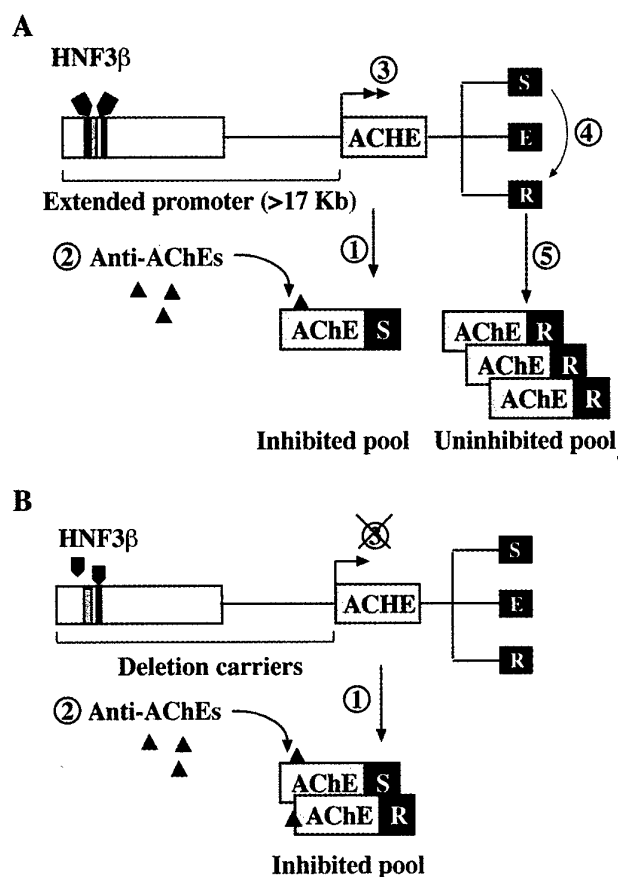 A
HNF3β
③
ACHE
S
E
R
④
Extended promoter (>17 Kb)
① 
② Anti-AChEs
⑤
AChE S
AChE R
AChE R
AChE R
Inhibited pool
Uninhibited pool
B
HNF3β
③
ACHE
S
E
R
Deletion carriers
② Anti-AChEs
①
AChE S
AChE R
Inhibited pool